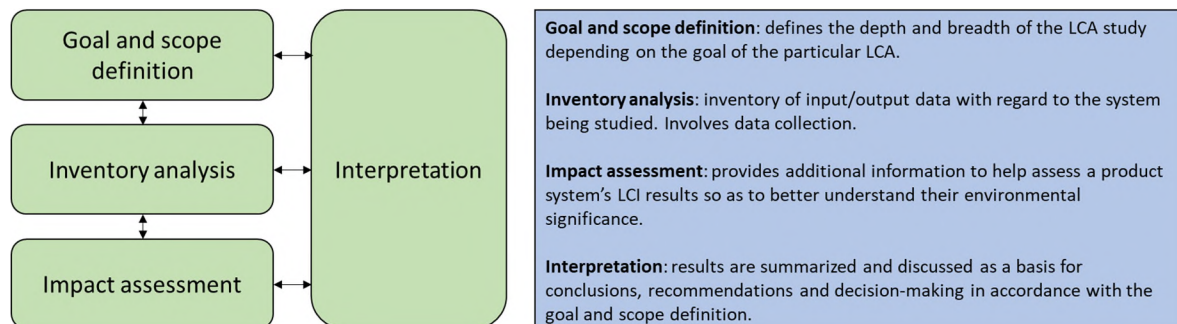 Goal and scope
definition
Inventory analysis
Impact assessment
Interpretation
Goal and scope definition: defines the depth and breadth of the LCA study
depending on the goal of the particular LCA.
Inventory analysis: inventory of input/output data with regard to the system
being studied. Involves data collection.
Impact assessment: provides additional information to help assess a product
system's LCI results so as to better understand their environmental
significance.
Interpretation: results are summarized and discussed as a basis for
conclusions, recommendations and decision-making in accordance with the
goal and scope definition.